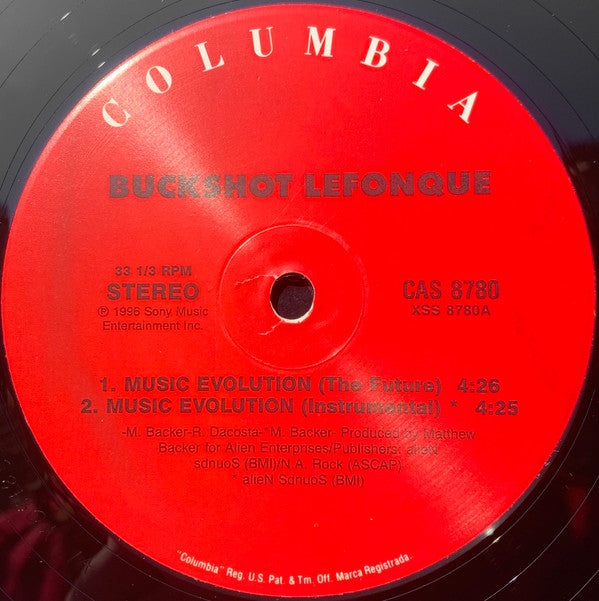 COLUMBIA
BUCKSHOT LEFONQUE
33 1/3 RPM
STEREO
℗ 1996 Sony Music
Entertainment Inc.
CAS 8780
XSS 8780A
1. MUSIC EVOLUTION (The Future) 4:26
2. MUSIC EVOLUTION (Instrumental) * 4:25
-M. Backer-R. Dacosta-*M. Backer- Produced by Matthew
Backer for Alien Enterprises/Publishers: alieN
sdnuoS (BMI)/N.A. Rock (ASCAP)
* alieN SdnuoS (BMI)
"Columbia" Reg. U.S. Pat. & Tm. Off. Marca Registrada.